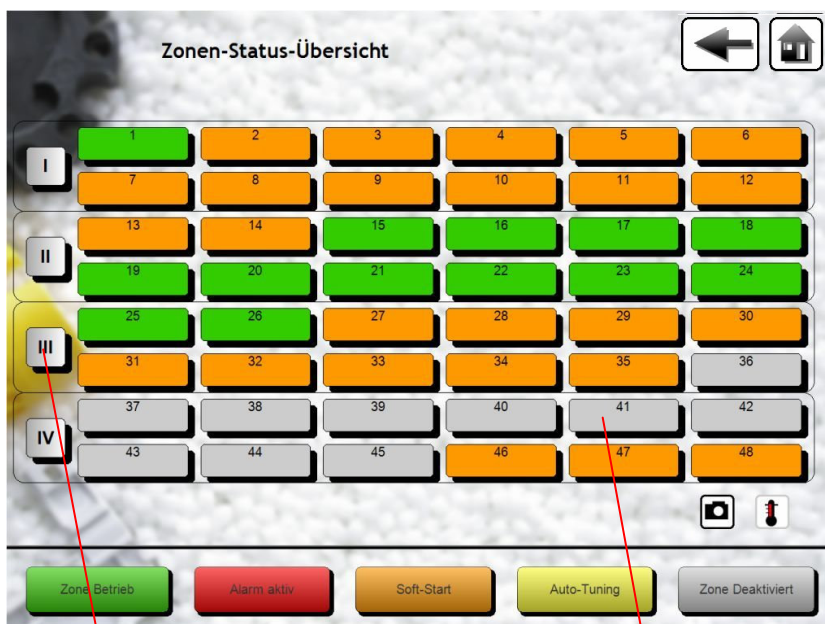 Zonen-Status-Übersicht
I
1 2 3 4 5 6
7 8 9 10 11 12
II
13 14 15 16 17 18
19 20 21 22 23 24
III
25 26 27 28 29 30
31 32 33 34 35 36
IV
37 38 39 40 41 42
43 44 45 46 47 48
Zone Betrieb Alarm aktiv Soft-Start Auto-Tuning Zone Deaktiviert